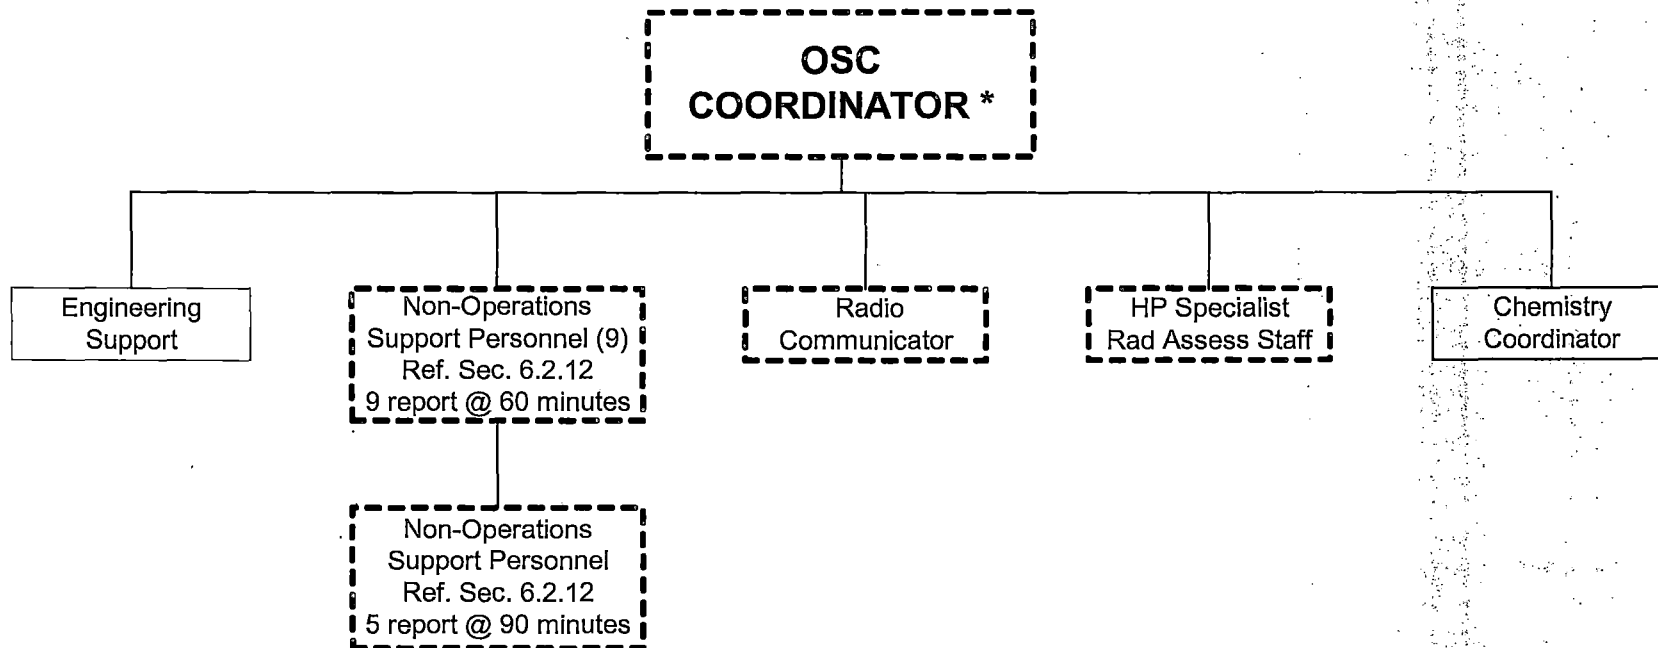 OSC
COORDINATOR *
Engineering
Support
Non-Operations
Support Personnel (9)
Ref. Sec. 6.2.12
9 report @ 60 minutes
Radio
Communicator
HP Specialist
Rad Assess Staff
Chemistry
Coordinator
Non-Operations
Support Personnel
Ref. Sec. 6.2.12
5 report @ 90 minutes